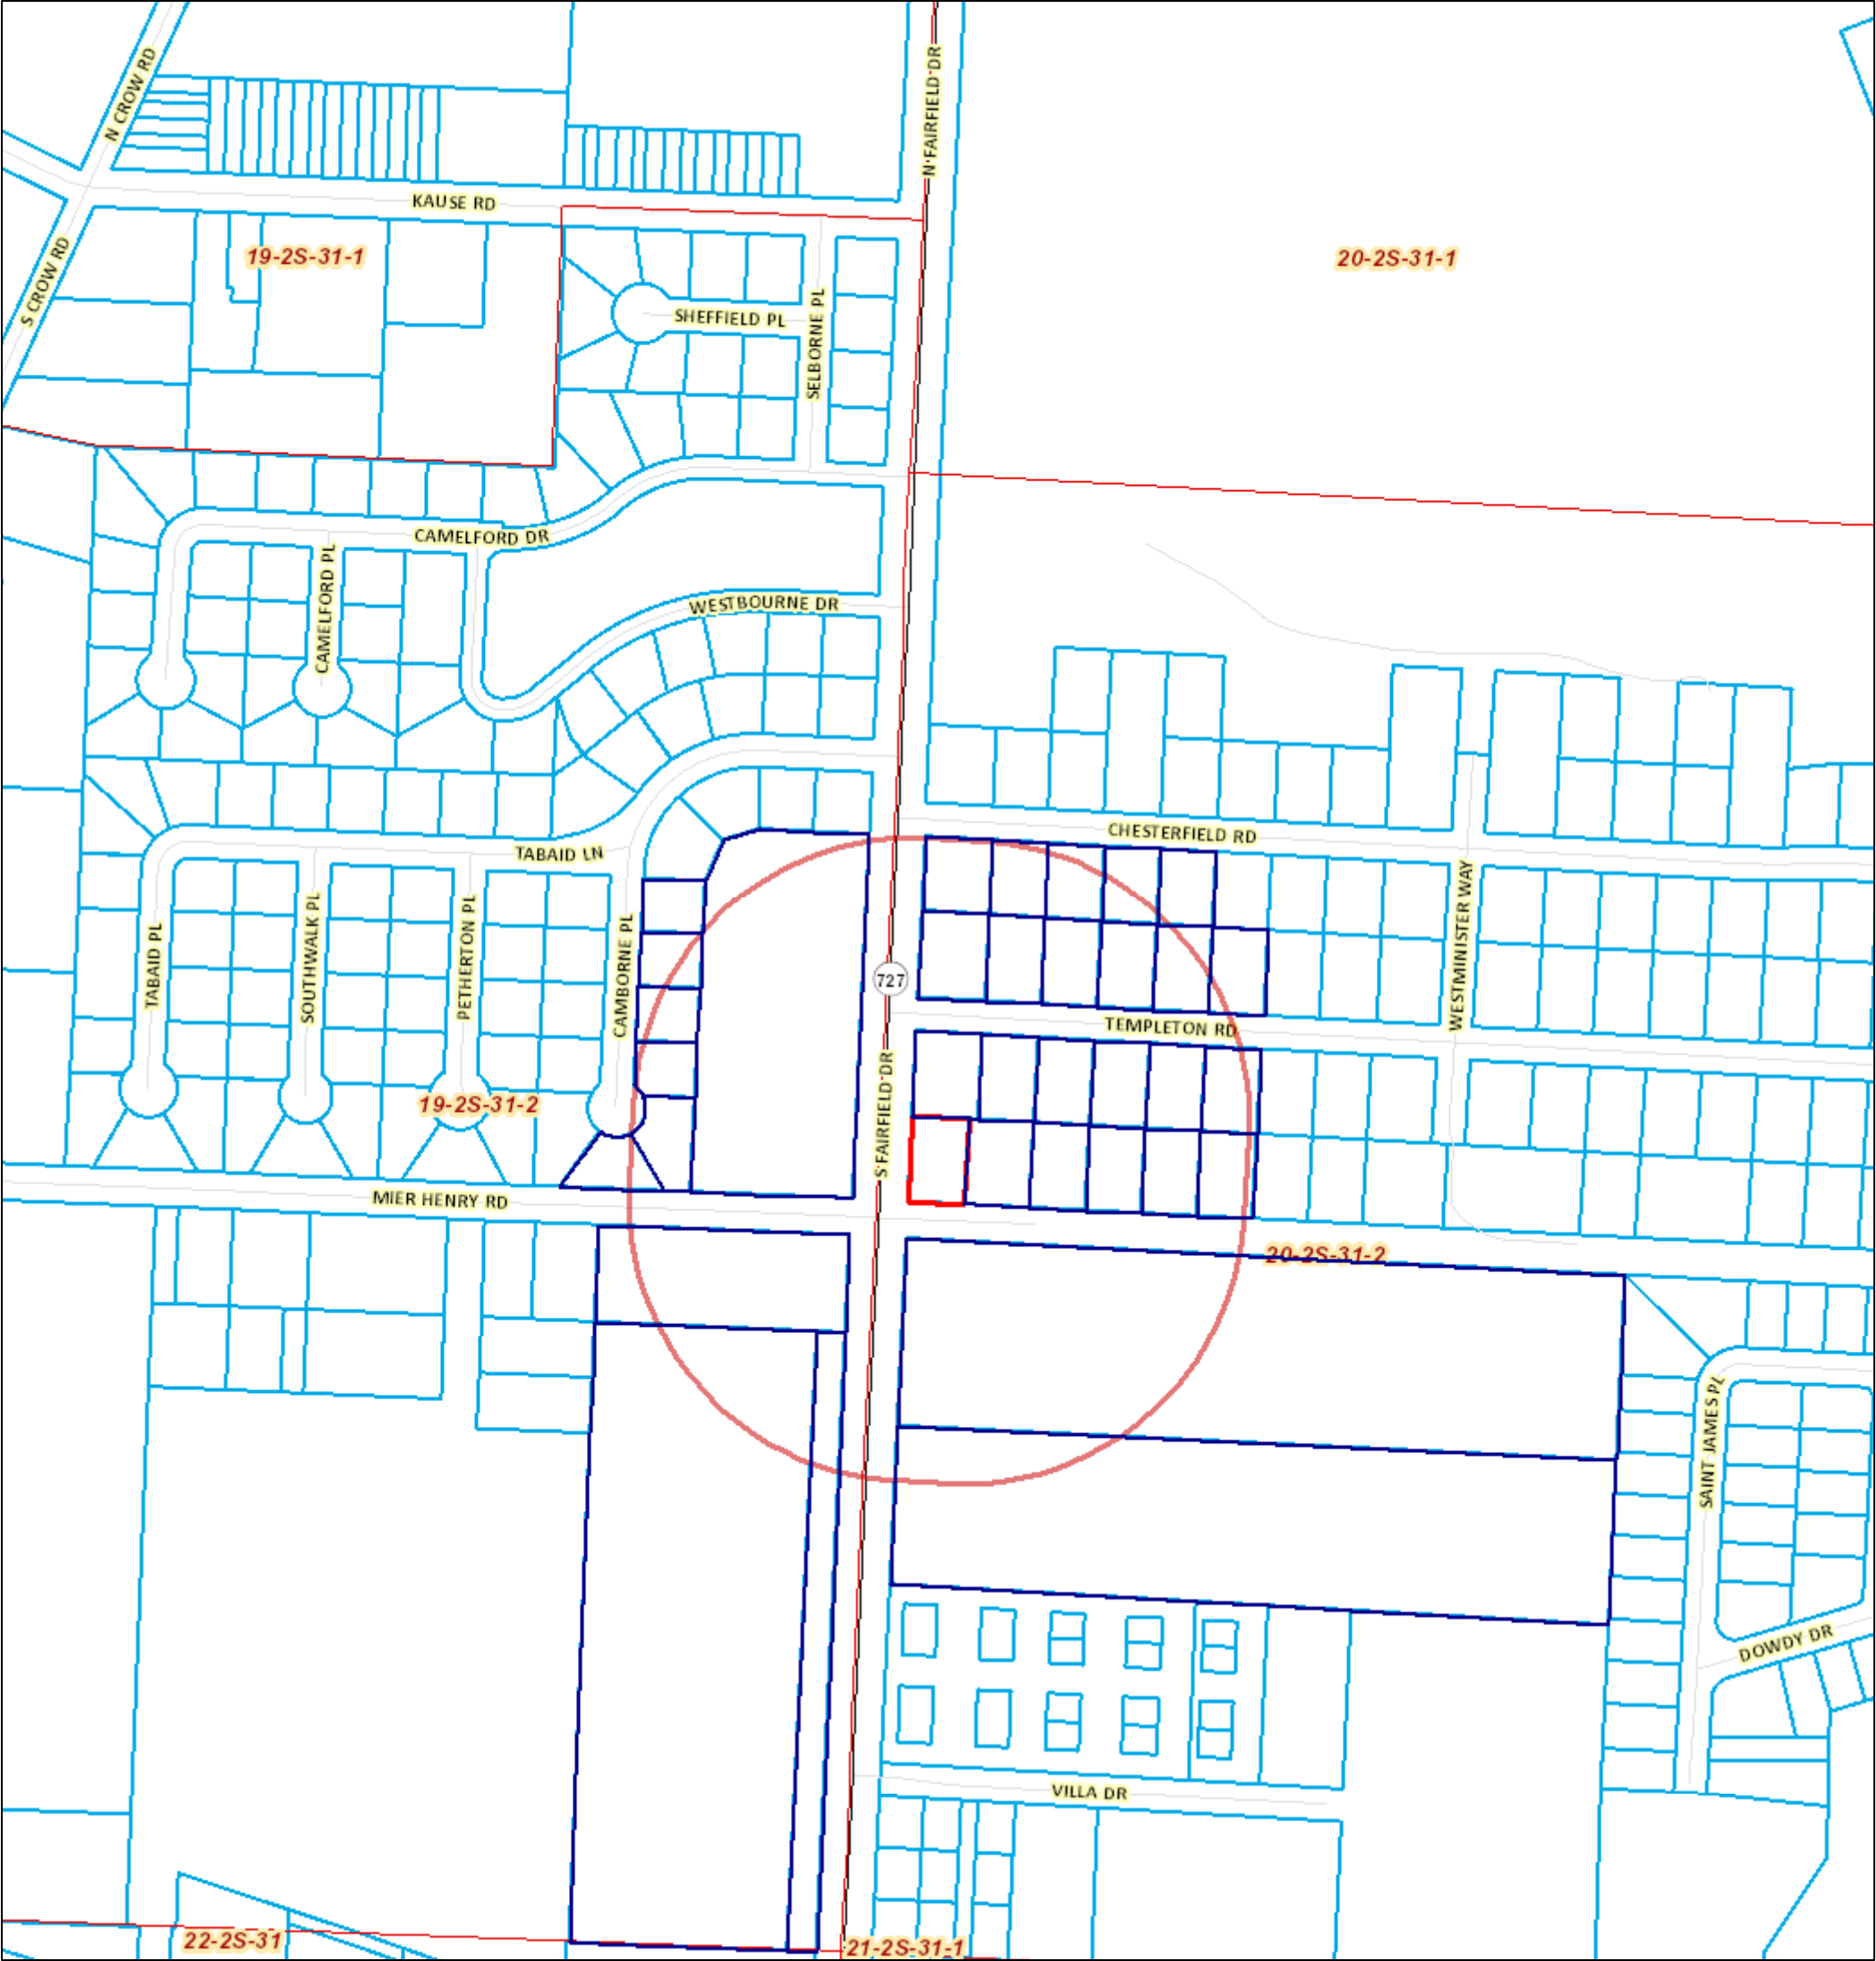 N CROW RD
N FAIRFIELD DR
KAUSE RD
19-2S-31-1
20-2S-31-1
S CROW RD
SHEFFIELD PL
SELBORNE PL
CAMELFORD DR
CAMELFORD PL
WESTBOURNE DR
CHESTERFIELD RD
TABAID LN
WESTMINISTER WAY
TABAID PL
SOUTHWALK PL
PETHERTON PL
CAMBORNE PL
727
TEMPLETON RD
19-2S-31-2
S FAIRFIELD DR
MIER HENRY RD
20-2S-31-2
SAINT JAMES PL
DOWDY DR
VILLA DR
22-2S-31
21-2S-31-1